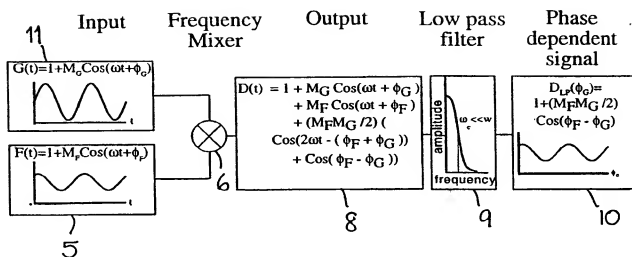 Input
Frequency
Mixer
Output
Low pass
filter
Phase
dependent
signal
11
G(t)=1+M_G Cos(ωt+ϕ_G)
t
F(t)=1+M_F Cos(ωt+ϕ_F)
t
5
6
D(t) = 1 + M_G Cos(ωt + ϕ_G)
+ M_F Cos(ωt + ϕ_F)
+ (M_F M_G /2) (
Cos(2ωt - ( ϕ_F + ϕ_G))
+ Cos( ϕ_F - ϕ_G))
8
amplitude
ω_c <<w
frequency
9
D_LP(ϕ_G)=
1+(M_F M_G /2)
·Cos(ϕ_F - ϕ_G)
10